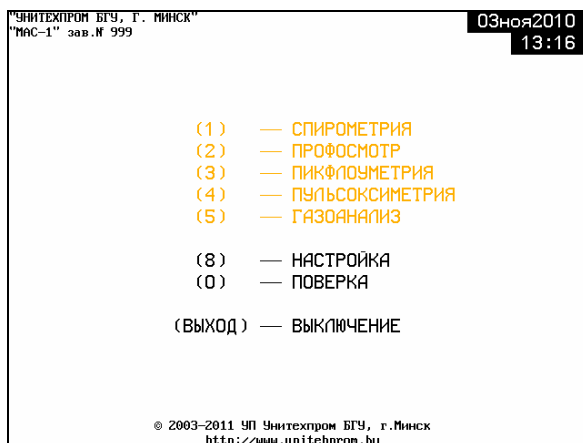 "УНИТЕХПРОМ БГУ, Г. МИНСК"
"МАС–1" зав.№ 999
03ноя2010
13:16
(1) — СПИРОМЕТРИЯ
(2) — ПРОФОСМОТР
(3) — ПИКФЛОУМЕТРИЯ
(4) — ПУЛЬСОКСИМЕТРИЯ
(5) — ГАЗОАНАЛИЗ
(8) — НАСТРОЙКА
(0) — ПОВЕРКА
(ВЫХОД) — ВЫКЛЮЧЕНИЕ
© 2003–2011 УП Унитехпром БГУ, г.Минск
http://www.unitehprom.by